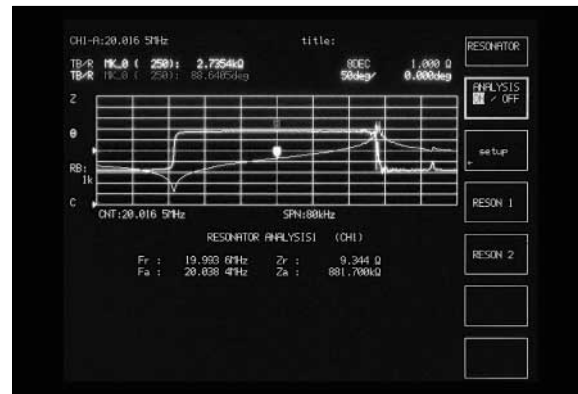 CH1-A:20.016 5MHz title:
TB/R MK_0 ( 250): 2.7354kΩ 8DEC 1.000 Ω
TB/R MK_0 ( 250): 88.6405deg 50deg/ 0.000deg
Z
θ
RB:
1k
C
CNT:20.016 5MHz SPN:80kHz
RESONATOR ANALYSIS1 (CH1)
Fr : 19.993 6MHz Zr : 9.344 Ω
Fa : 20.038 4MHz Za : 881.700kΩ
RESONATOR
ANALYSIS
ON / OFF
setup
RESON 1
RESON 2